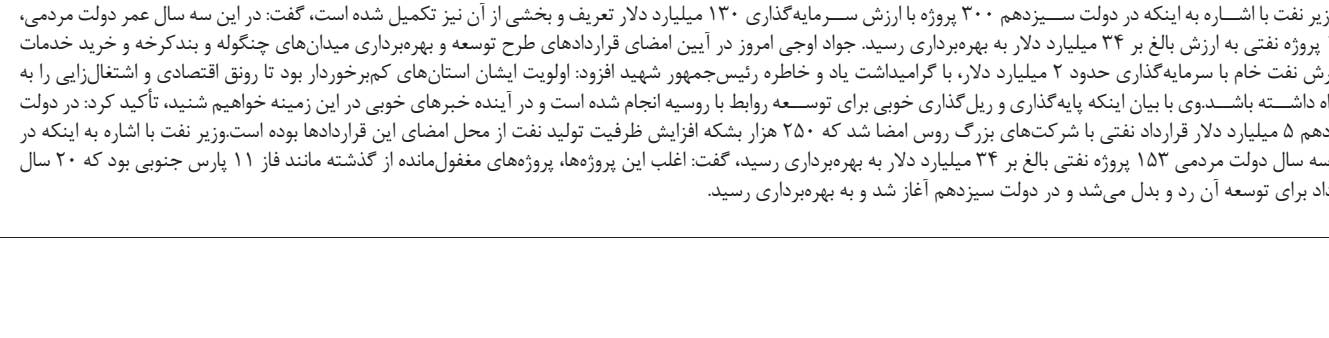 زیر نفت با اشاره به اینکه در دولت سیزدهم ۳۰۰ پروژه با ارزش سرمایه‌گذاری ۱۳۰ میلیارد دلار تعریف و بخشی از آن نیز تکمیل شده است، گفت: در این سه سال عمر دولت مردمی،
پروژه نفتی به ارزش بالغ بر ۳۴ میلیارد دلار به بهره‌برداری رسید. جواد اوجی امروز در آیین امضای قراردادهای طرح توسعه و بهره‌برداری میدان‌های چنگوله و بندکرخه و خرید خدمات
رش نفت خام با سرمایه‌گذاری حدود ۲ میلیارد دلار، با گرامیداشت یاد و خاطره رئیس‌جمهور شهید افزود: اولویت ایشان استان‌های کم‌برخوردار بود تا رونق اقتصادی و اشتغال‌زایی را به
اه داشته باشد.وی با بیان اینکه پایه‌گذاری و ریل‌گذاری خوبی برای توسعه روابط با روسیه انجام شده است و در آینده خبرهای خوبی در این زمینه خواهیم شنید، تأکید کرد: در دولت
دهم ۵ میلیارد دلار قرارداد نفتی با شرکت‌های بزرگ روس امضا شد که ۲۵۰ هزار بشکه افزایش ظرفیت تولید نفت از محل امضای این قراردادها بوده است.وزیر نفت با اشاره به اینکه در
سه سال دولت مردمی ۱۵۳ پروژه نفتی بالغ بر ۳۴ میلیارد دلار به بهره‌برداری رسید، گفت: اغلب این پروژه‌ها، پروژه‌های مغفول‌مانده از گذشته مانند فاز ۱۱ پارس جنوبی بود که ۲۰ سال
داد برای توسعه آن رد و بدل می‌شد و در دولت سیزدهم آغاز شد و به بهره‌برداری رسید.